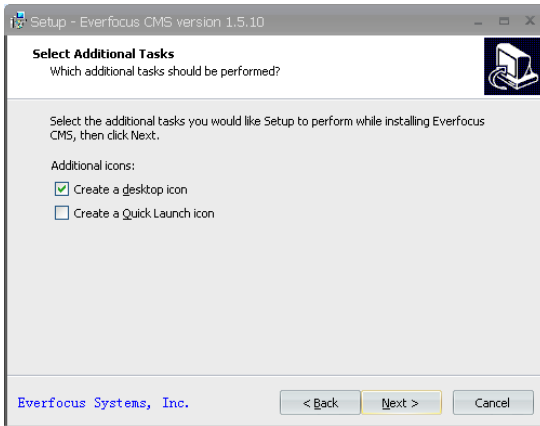 Setup - Everfocus CMS version 1.5.10
Select Additional Tasks
Which additional tasks should be performed?
Select the additional tasks you would like Setup to perform while installing Everfocus
CMS, then click Next.
Additional icons:
Create a desktop icon
Create a Quick Launch icon
Everfocus Systems, Inc.
< Back
Next >
Cancel